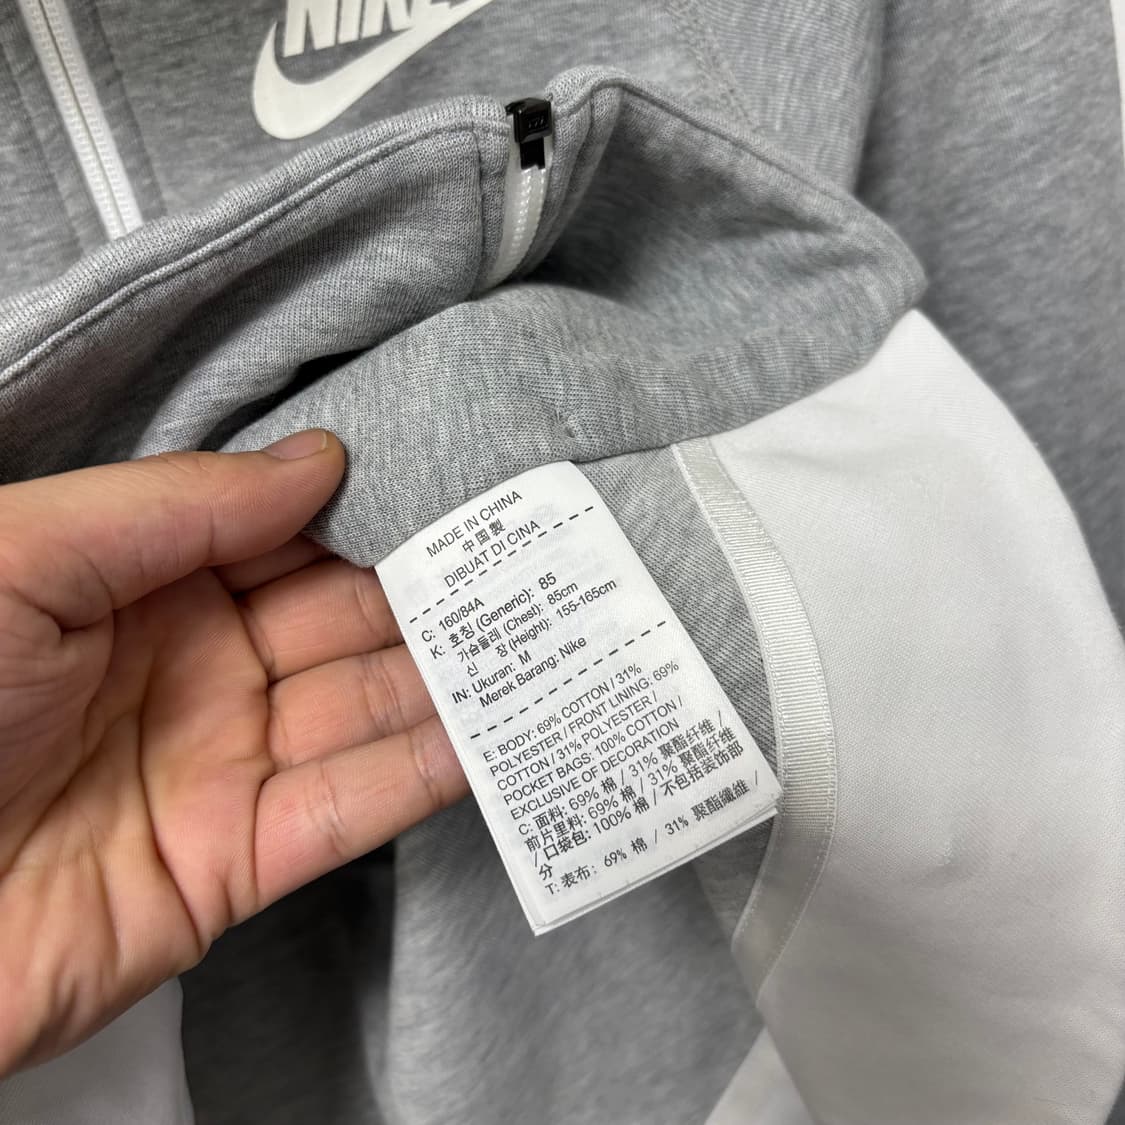 NIKE
MADE IN CHINA
中国製
DIBUAT DI CINA
C: 160/84A
K: 호칭 (Generic): 85
가슴둘레 (Chest): 85cm
신 장 (Height): 155-165cm
IN: Ukuran: M
Merek Barang: Nike
E: BODY: 69% COTTON / 31%
POLYESTER / FRONT LINING: 69%
COTTON / 31% POLYESTER /
POCKET BAGS: 100% COTTON /
EXCLUSIVE OF DECORATION
C: 面料: 69% 棉 / 31% 聚酯纤维 /
前片里料: 69% 棉 / 31% 聚酯纤维
/ 口袋包: 100% 棉 / 不包括装饰部
分
T: 表布: 69% 棉 / 31% 聚酯纖維 /